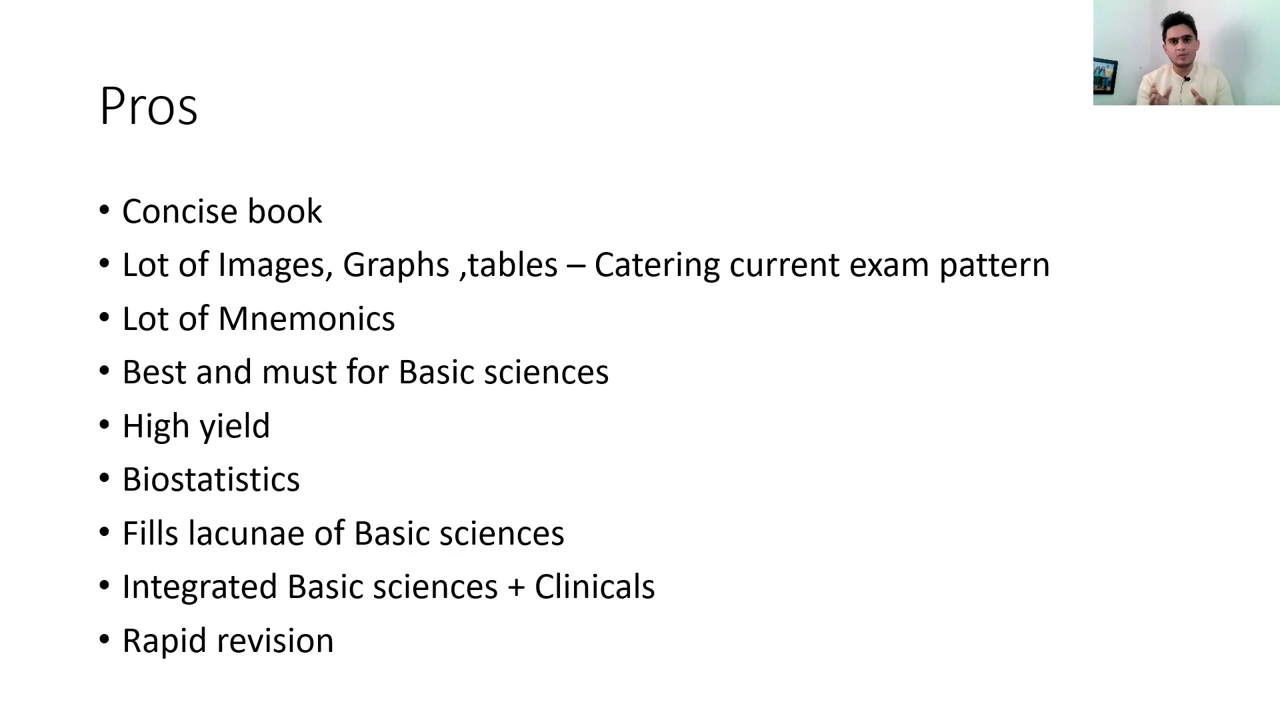 Pros
• Concise book
• Lot of Images, Graphs ,tables – Catering current exam pattern
• Lot of Mnemonics
• Best and must for Basic sciences
• High yield
• Biostatistics
• Fills lacunae of Basic sciences
• Integrated Basic sciences + Clinicals
• Rapid revision